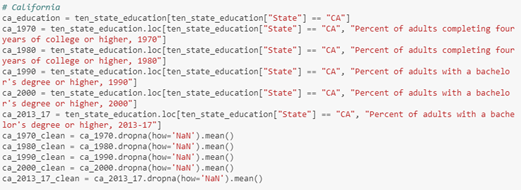 # California
ca_education = ten_state_education[ten_state_education["State"] == "CA"]
ca_1970 = ten_state_education.loc[ten_state_education["State"] == "CA", "Percent of adults completing four
years of college or higher, 1970"]
ca_1980 = ten_state_education.loc[ten_state_education["State"] == "CA", "Percent of adults completing four
years of college or higher, 1980"]
ca_1990 = ten_state_education.loc[ten_state_education["State"] == "CA", "Percent of adults with a bachelo
r's degree or higher, 1990"]
ca_2000 = ten_state_education.loc[ten_state_education["State"] == "CA", "Percent of adults with a bachelo
r's degree or higher, 2000"]
ca_2013_17 = ten_state_education.loc[ten_state_education["State"] == "CA", "Percent of adults with a bache
lor's degree or higher, 2013-17"]
ca_1970_clean = ca_1970.dropna(how='NaN').mean()
ca_1980_clean = ca_1980.dropna(how='NaN').mean()
ca_1990_clean = ca_1990.dropna(how='NaN').mean()
ca_2000_clean = ca_2000.dropna(how='NaN').mean()
ca_2013_17_clean = ca_2013_17.dropna(how='NaN').mean()